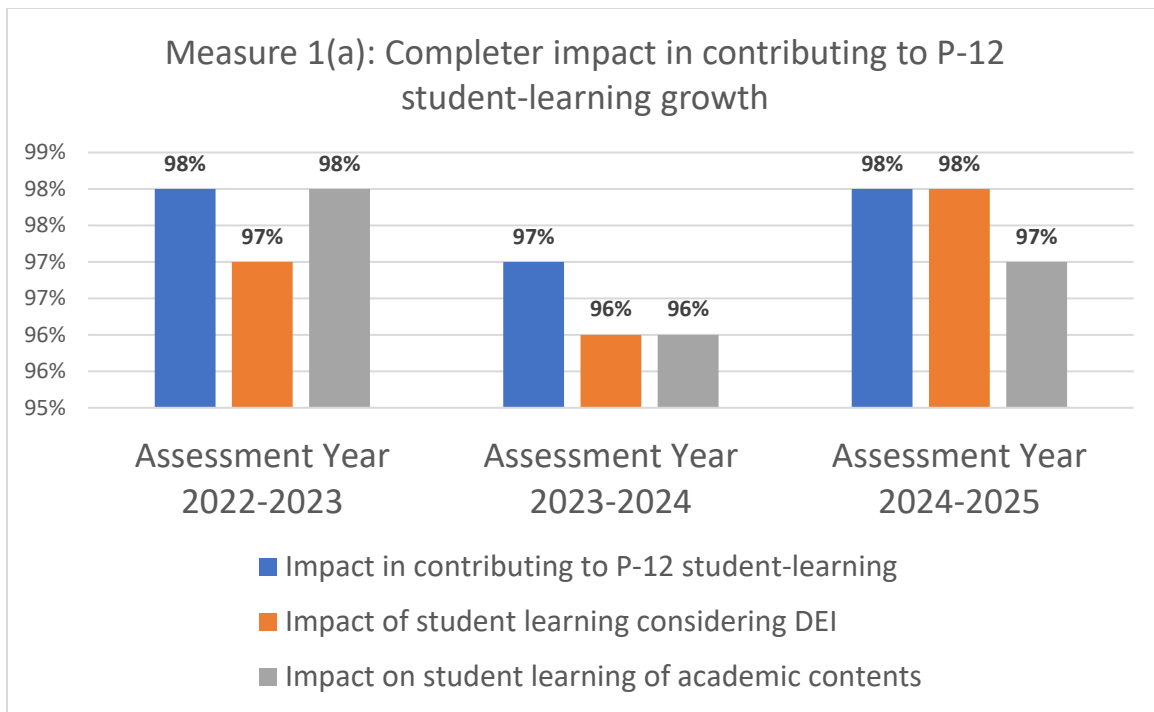 Measure 1(a): Completer impact in contributing to P-12
student-learning growth
99%
98%
98%
97%
97%
96%
96%
95%
98%
97%
98%
97%
96%
96%
98%
98%
97%
Assessment Year
2022-2023
Assessment Year
2023-2024
Assessment Year
2024-2025
Impact in contributing to P-12 student-learning
Impact of student learning considering DEI
Impact on student learning of academic contents